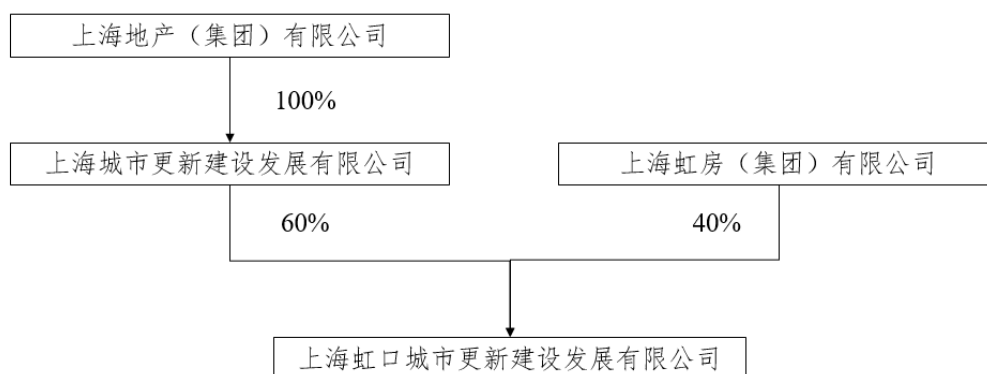 上海地产（集团）有限公司
100%
上海城市更新建设发展有限公司
上海虹房（集团）有限公司
60%
40%
上海虹口城市更新建设发展有限公司